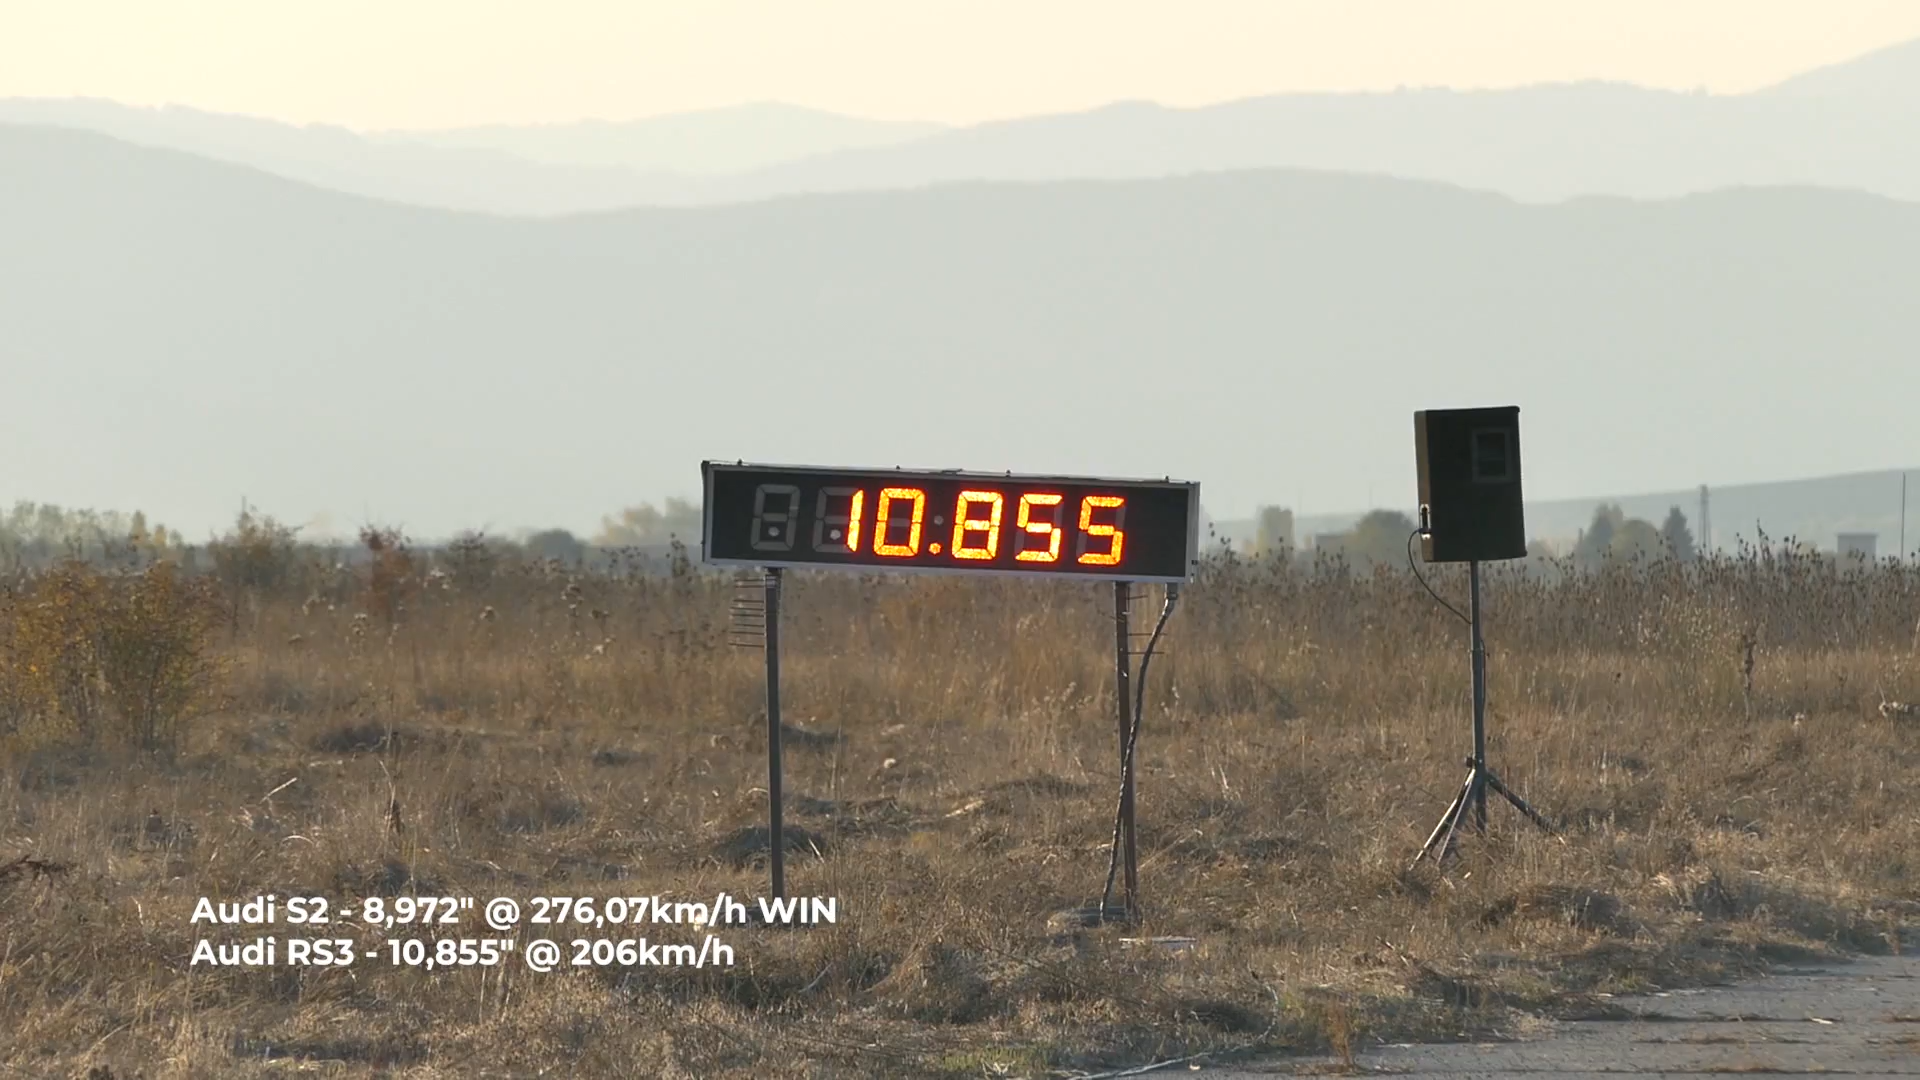 10.855
Audi S2 - 8,972" @ 276,07km/h WIN
Audi RS3 - 10,855" @ 206km/h